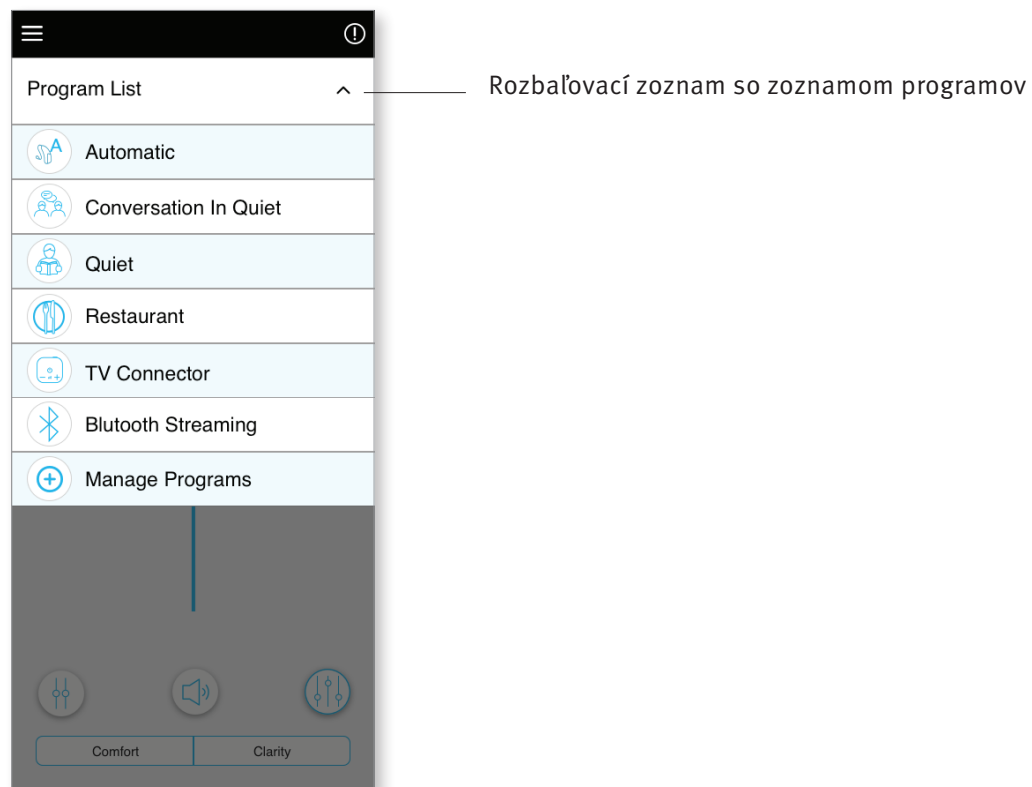 Program List
Rozbaľovací zoznam so zoznamom programov
A
Automatic
Conversation In Quiet
Quiet
Restaurant
TV Connector
Blutooth Streaming
Manage Programs
Comfort
Clarity